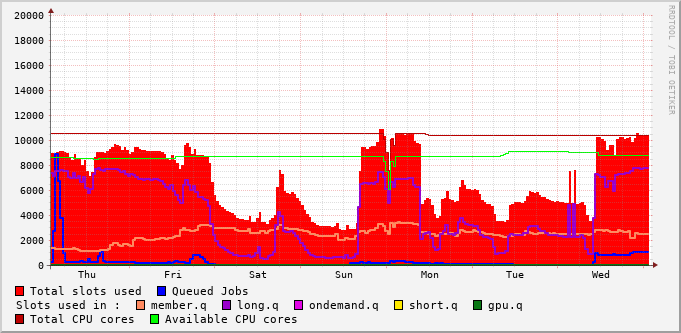 20000
18000
16000
14000
12000
10000
8000
6000
4000
2000
0
Thu Fri Sat Sun Mon Tue Wed
RRDTOOL / TOBI OETIKER
Total slots used Queued Jobs
Slots used in : member.q long.q ondemand.q short.q gpu.q
Total CPU cores Available CPU cores